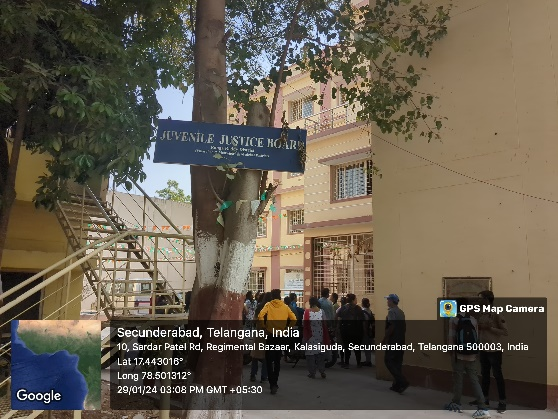 JUVENILE JUSTICE BOARD
GPS Map Camera
Secunderabad, Telangana, India
10, Sardar Patel Rd, Regimental Bazaar, Kalasiguda, Secunderabad, Telangana 500003, India
Lat 17.443016°
Long 78.501312°
29/01/24 03:08 PM GMT +05:30
Google